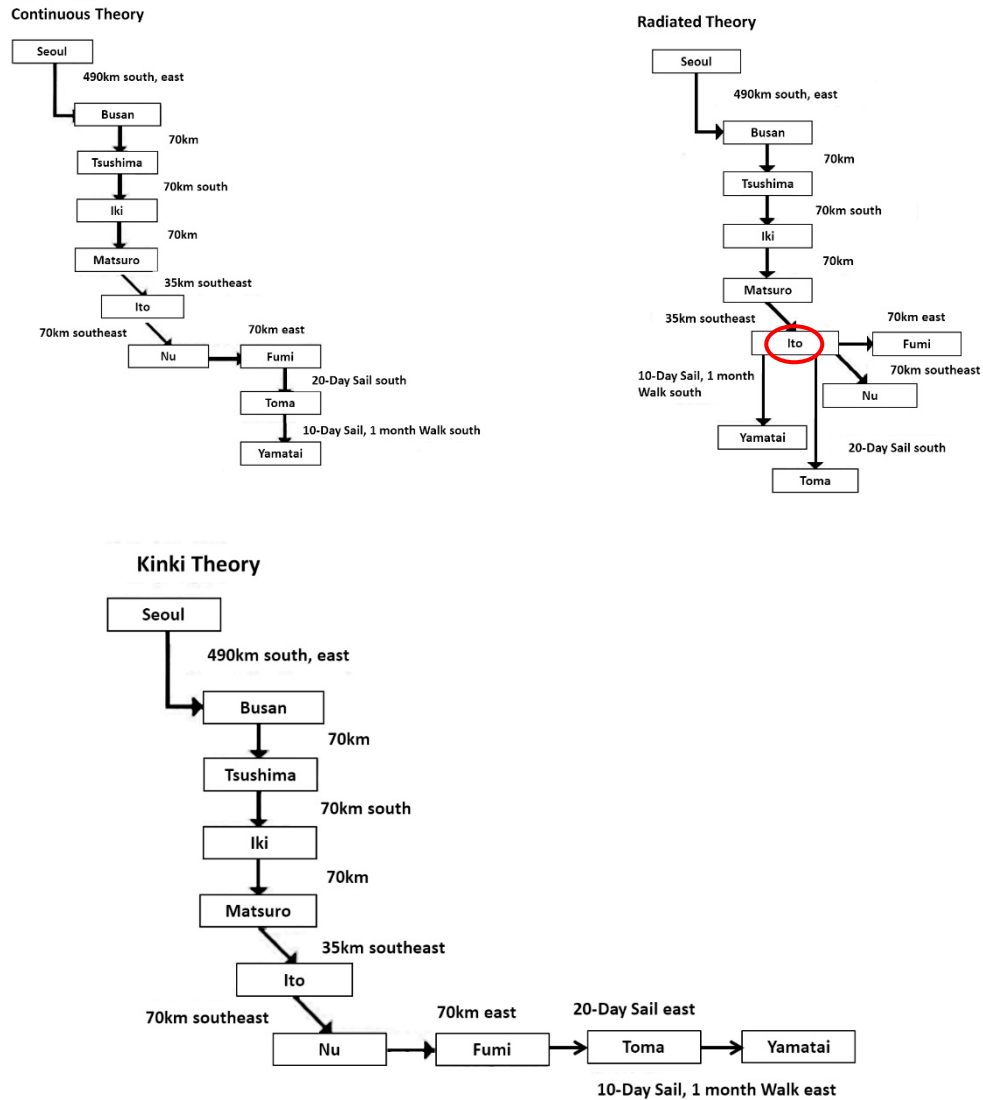 Continuous Theory
Seoul
490km south, east
Busan
70km
Tsushima
70km south
Iki
70km
Matsuro
35km southeast
Ito
70km southeast
70km east
Nu
Fumi
20-Day Sail south
Toma
10-Day Sail, 1 month Walk south
Yamatai
Radiated Theory
Seoul
490km south, east
Busan
70km
Tsushima
70km south
Iki
70km
Matsuro
35km southeast
70km east
Ito
Fumi
70km southeast
10-Day Sail, 1 month
Walk south
Nu
Yamatai
20-Day Sail south
Toma
Kinki Theory
Seoul
490km south, east
Busan
70km
Tsushima
70km south
Iki
70km
Matsuro
35km southeast
Ito
70km southeast
70km east
20-Day Sail east
Nu
Fumi
Toma
Yamatai
10-Day Sail, 1 month Walk east